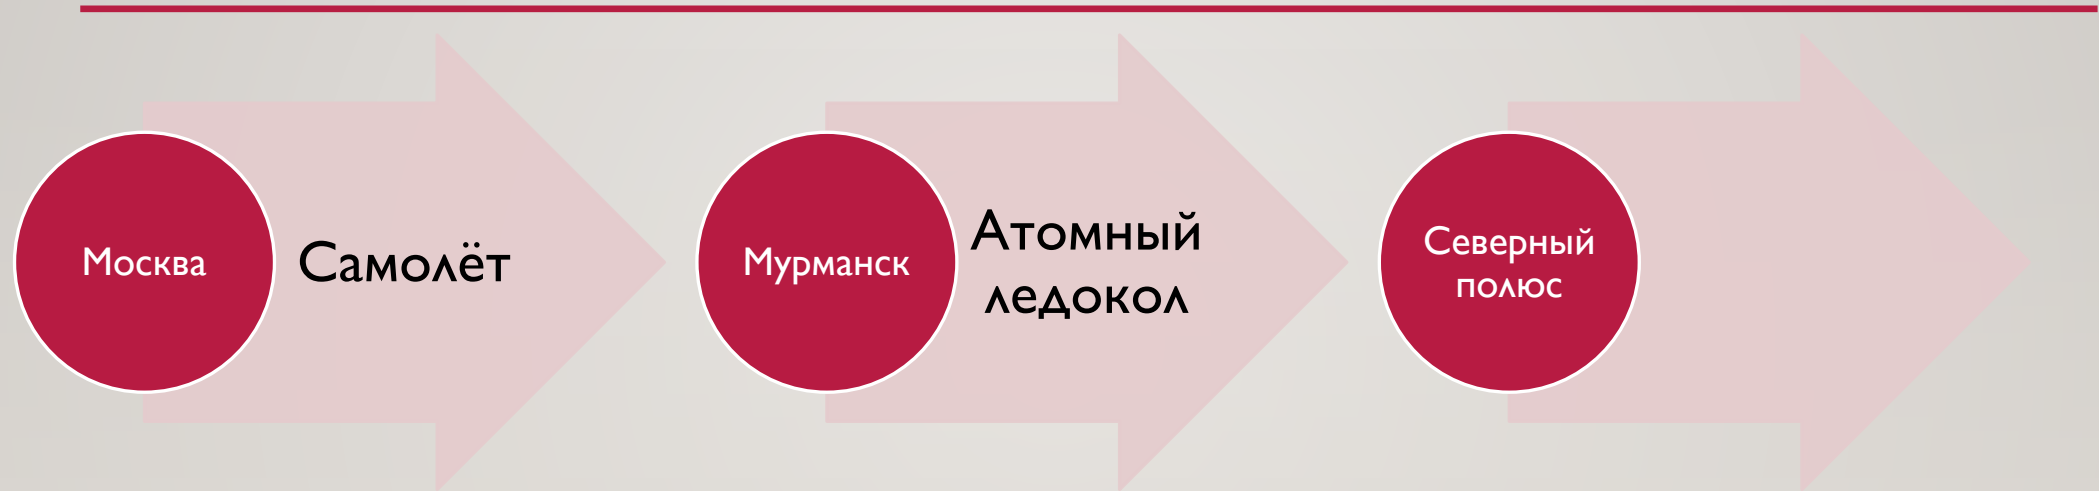 Москва
Самолёт
Мурманск
Атомный
ледокол
Северный
полюс